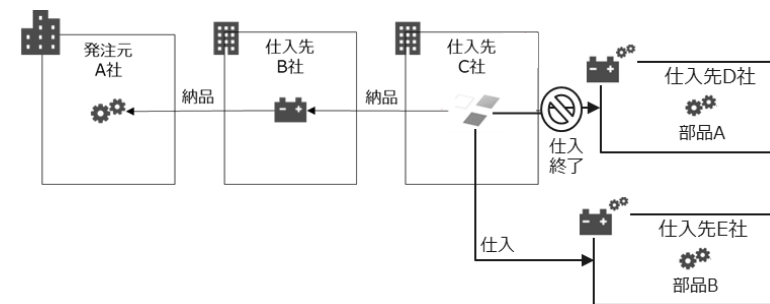 発注元
A社
納品
仕入先
B社
納品
仕入先
C社
仕入
終了
仕入先D社
部品A
仕入
仕入先E社
部品B